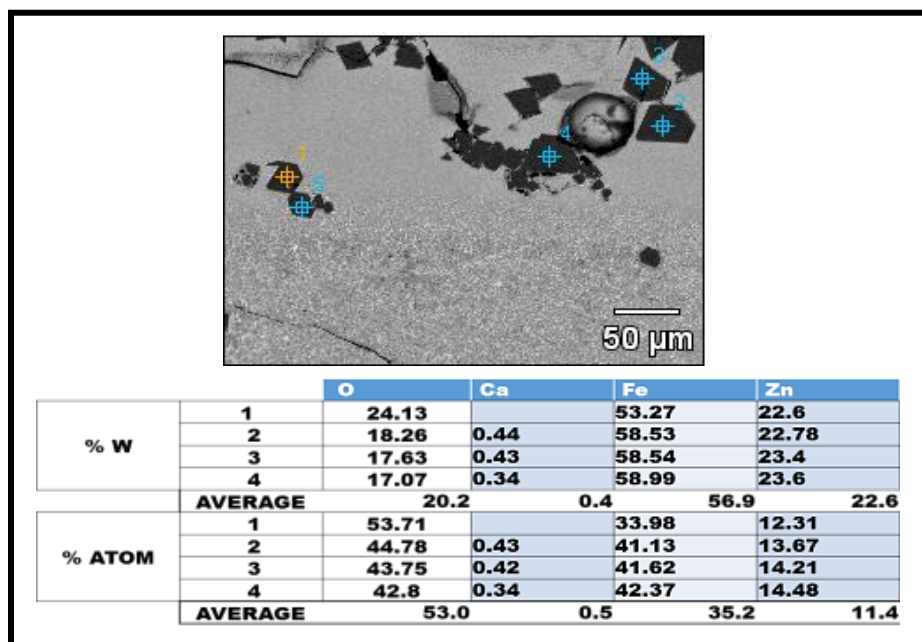 2
2
4
1
5
50 µm
O Ca Fe Zn
% W
1 24.13 53.27 22.6
2 18.26 0.44 58.53 22.78
3 17.63 0.43 58.54 23.4
4 17.07 0.34 58.99 23.6
AVERAGE 20.2 0.4 56.9 22.6
% ATOM
1 53.71 33.98 12.31
2 44.78 0.43 41.13 13.67
3 43.75 0.42 41.62 14.21
4 42.8 0.34 42.37 14.48
AVERAGE 53.0 0.5 35.2 11.4